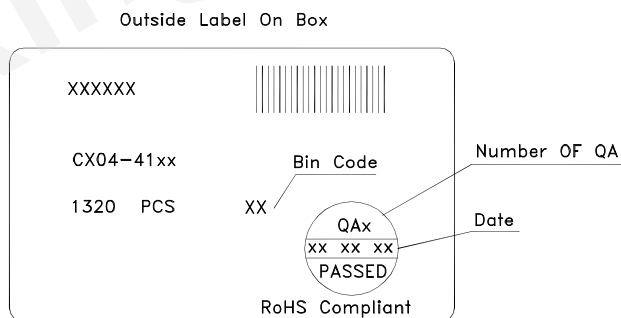 Outside Label On Box
XXXXXX
CX04-41xx
Bin Code
Number OF QA
1320 PCS
XX
QAx
Date
xx xx xx
PASSED
RoHS Compliant